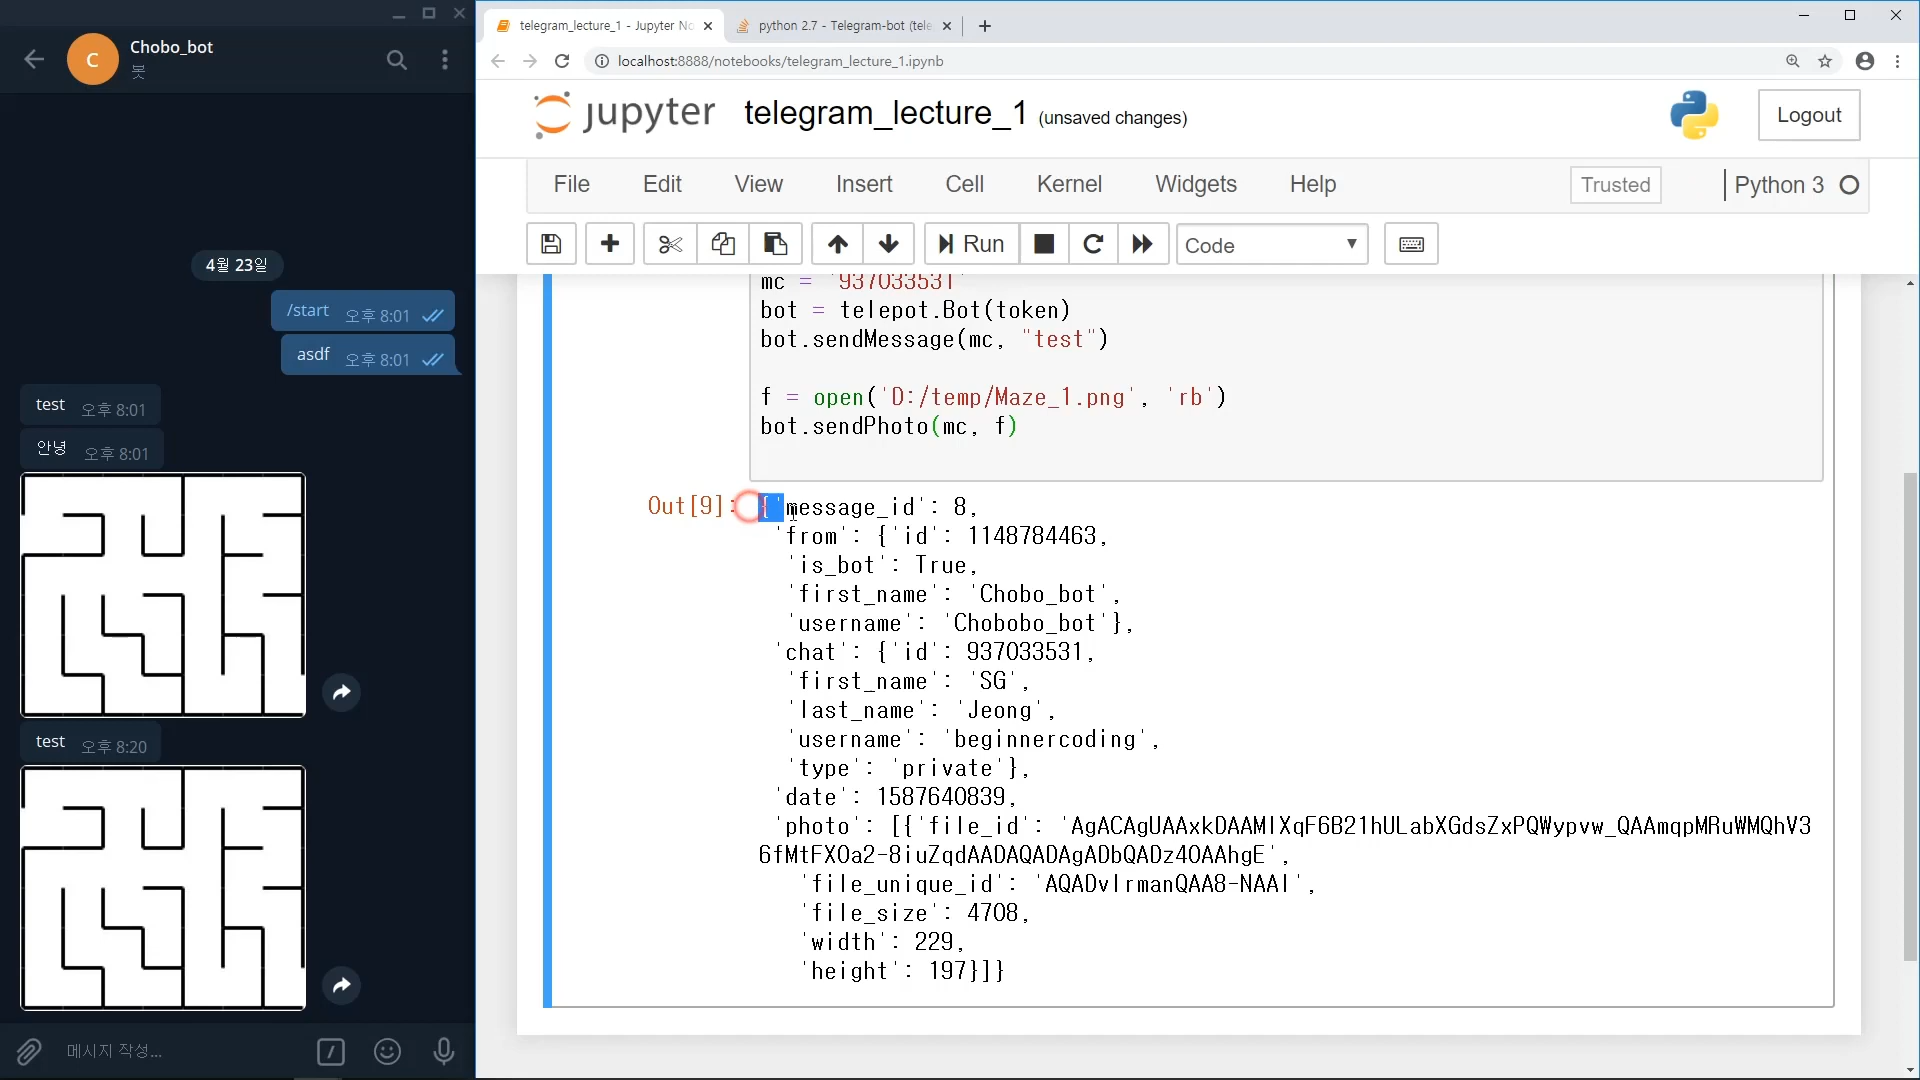 Chobo_bot
봇
C
4월 23일
/start 오후 8:01
asdf 오후 8:01
test 오후 8:01
안녕 오후 8:01
test 오후 8:20
메시지 작성...
telegram_lecture_1 - Jupyter No
python 2.7 - Telegram-bot (tele
localhost:8888/notebooks/telegram_lecture_1.ipynb
jupyter telegram_lecture_1 (unsaved changes)
Logout
File Edit View Insert Cell Kernel Widgets Help
Trusted
Python 3
Run
Code
mc = '937033531'
bot = telepot.Bot(token)
bot.sendMessage(mc, "test")
f = open('D:/temp/Maze_1.png', 'rb')
bot.sendPhoto(mc, f)
Out[9]: {'message_id': 8,
'from': {'id': 1148784463,
'is_bot': True,
'first_name': 'Chobo_bot',
'username': 'Chobobo_bot'},
'chat': {'id': 937033531,
'first_name': 'SG',
'last_name': 'Jeong',
'username': 'beginnercoding',
'type': 'private'},
'date': 1587640839,
'photo': [{'file_id': 'AgACAgUAAxkDAAMIXqF6B21hULabXGdsZxPQWypvw_QAAmqpMRuWMQhV3
6fMtFXOa2-8iuZqdAADAQADAgADbQADz4OAAhgE',
'file_unique_id': 'AQADvIrmanQAA8-NAAI',
'file_size': 4708,
'width': 229,
'height': 197}]}